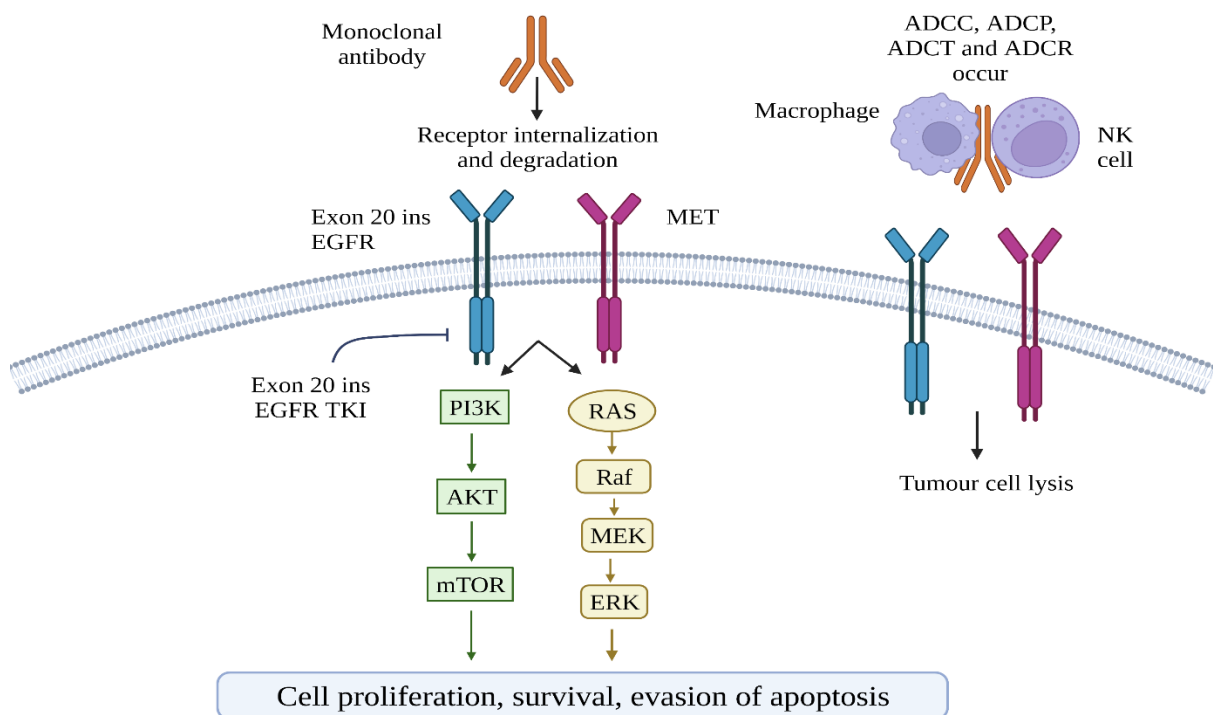 Monoclonal
antibody
Receptor internalization
and degradation
Exon 20 ins
EGFR
MET
Exon 20 ins
EGFR TKI
PI3K
AKT
mTOR
RAS
Raf
MEK
ERK
Cell proliferation, survival, evasion of apoptosis
ADCC, ADCP,
ADCT and ADCR
occur
Macrophage
NK
cell
Tumour cell lysis